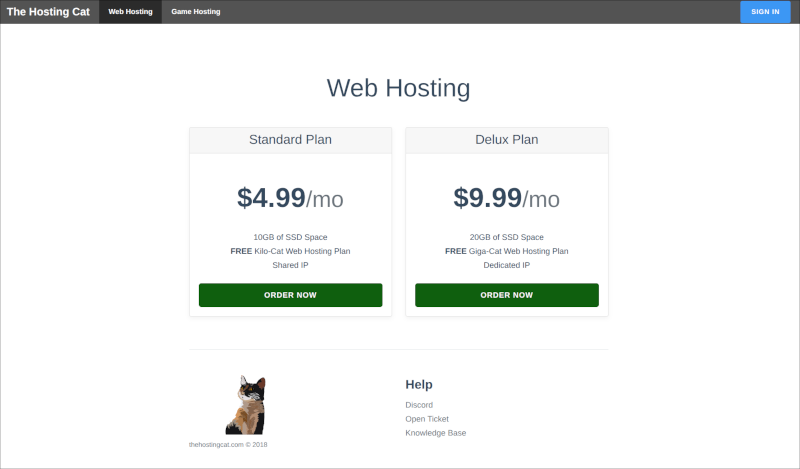 The Hosting Cat
Web Hosting
Game Hosting
SIGN IN
Web Hosting
Standard Plan
$4.99/mo
10GB of SSD Space
FREE Kilo-Cat Web Hosting Plan
Shared IP
ORDER NOW
Delux Plan
$9.99/mo
20GB of SSD Space
FREE Giga-Cat Web Hosting Plan
Dedicated IP
ORDER NOW
thehostingcat.com © 2018
Help
Discord
Open Ticket
Knowledge Base